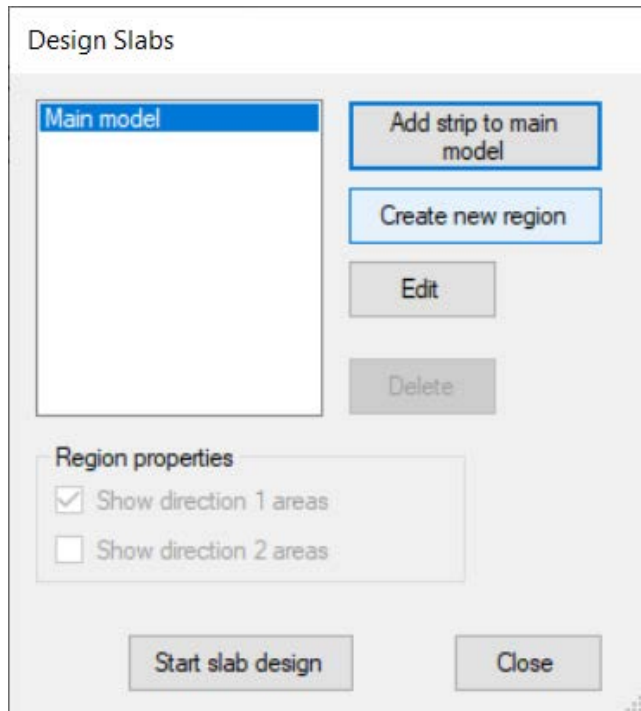 Design Slabs
Main model
Add strip to main
model
Create new region
Edit
Delete
Region properties
Show direction 1 areas
Show direction 2 areas
Start slab design
Close